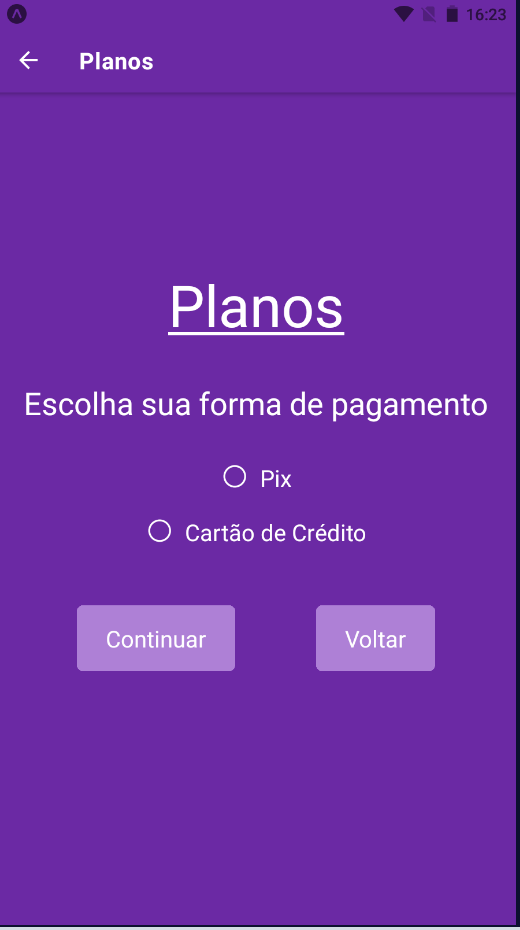 16:23
Planos
Planos
Escolha sua forma de pagamento
Pix
Cartão de Crédito
Continuar Voltar